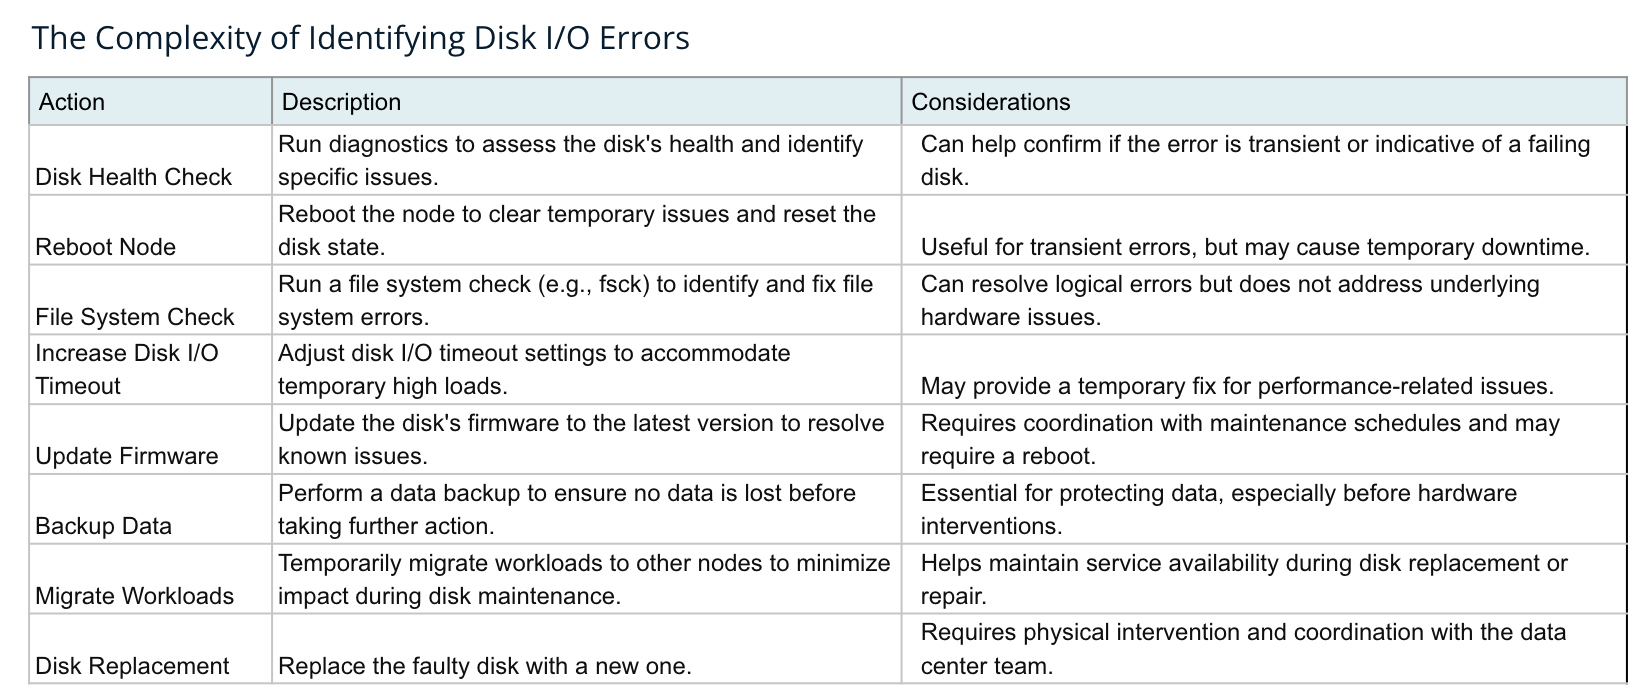 The Complexity of Identifying Disk I/O Errors
Action
Description
Considerations
Disk Health Check
Run diagnostics to assess the disk's health and identify
specific issues.
Can help confirm if the error is transient or indicative of a failing
disk.
Reboot Node
Reboot the node to clear temporary issues and reset the
disk state.
Useful for transient errors, but may cause temporary downtime.
File System Check
Run a file system check (e.g., fsck) to identify and fix file
system errors.
Can resolve logical errors but does not address underlying
hardware issues.
Increase Disk I/O
Timeout
Adjust disk I/O timeout settings to accommodate
temporary high loads.
May provide a temporary fix for performance-related issues.
Update Firmware
Update the disk's firmware to the latest version to resolve
known issues.
Requires coordination with maintenance schedules and may
require a reboot.
Backup Data
Perform a data backup to ensure no data is lost before
taking further action.
Essential for protecting data, especially before hardware
interventions.
Migrate Workloads
Temporarily migrate workloads to other nodes to minimize
impact during disk maintenance.
Helps maintain service availability during disk replacement or
repair.
Disk Replacement
Replace the faulty disk with a new one.
Requires physical intervention and coordination with the data
center team.